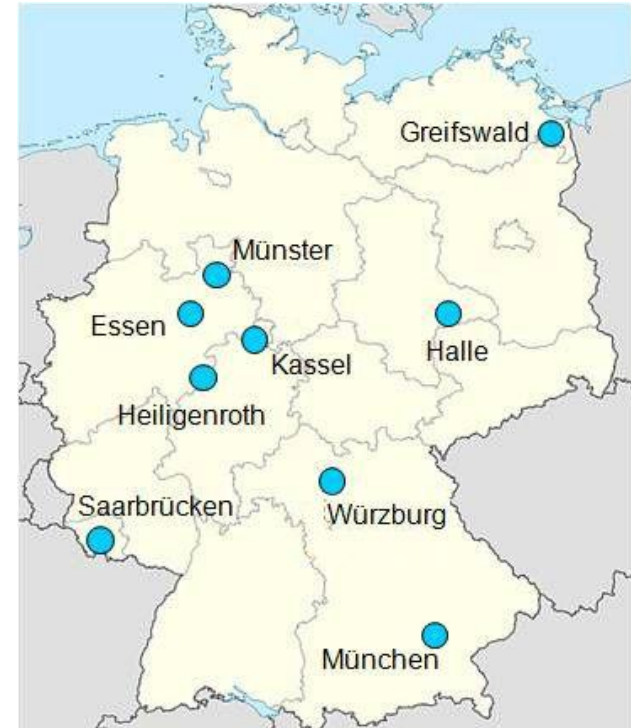 Greifswald
Münster
Essen
Kassel
Halle
Heiligenroth
Saarbrücken
Würzburg
München